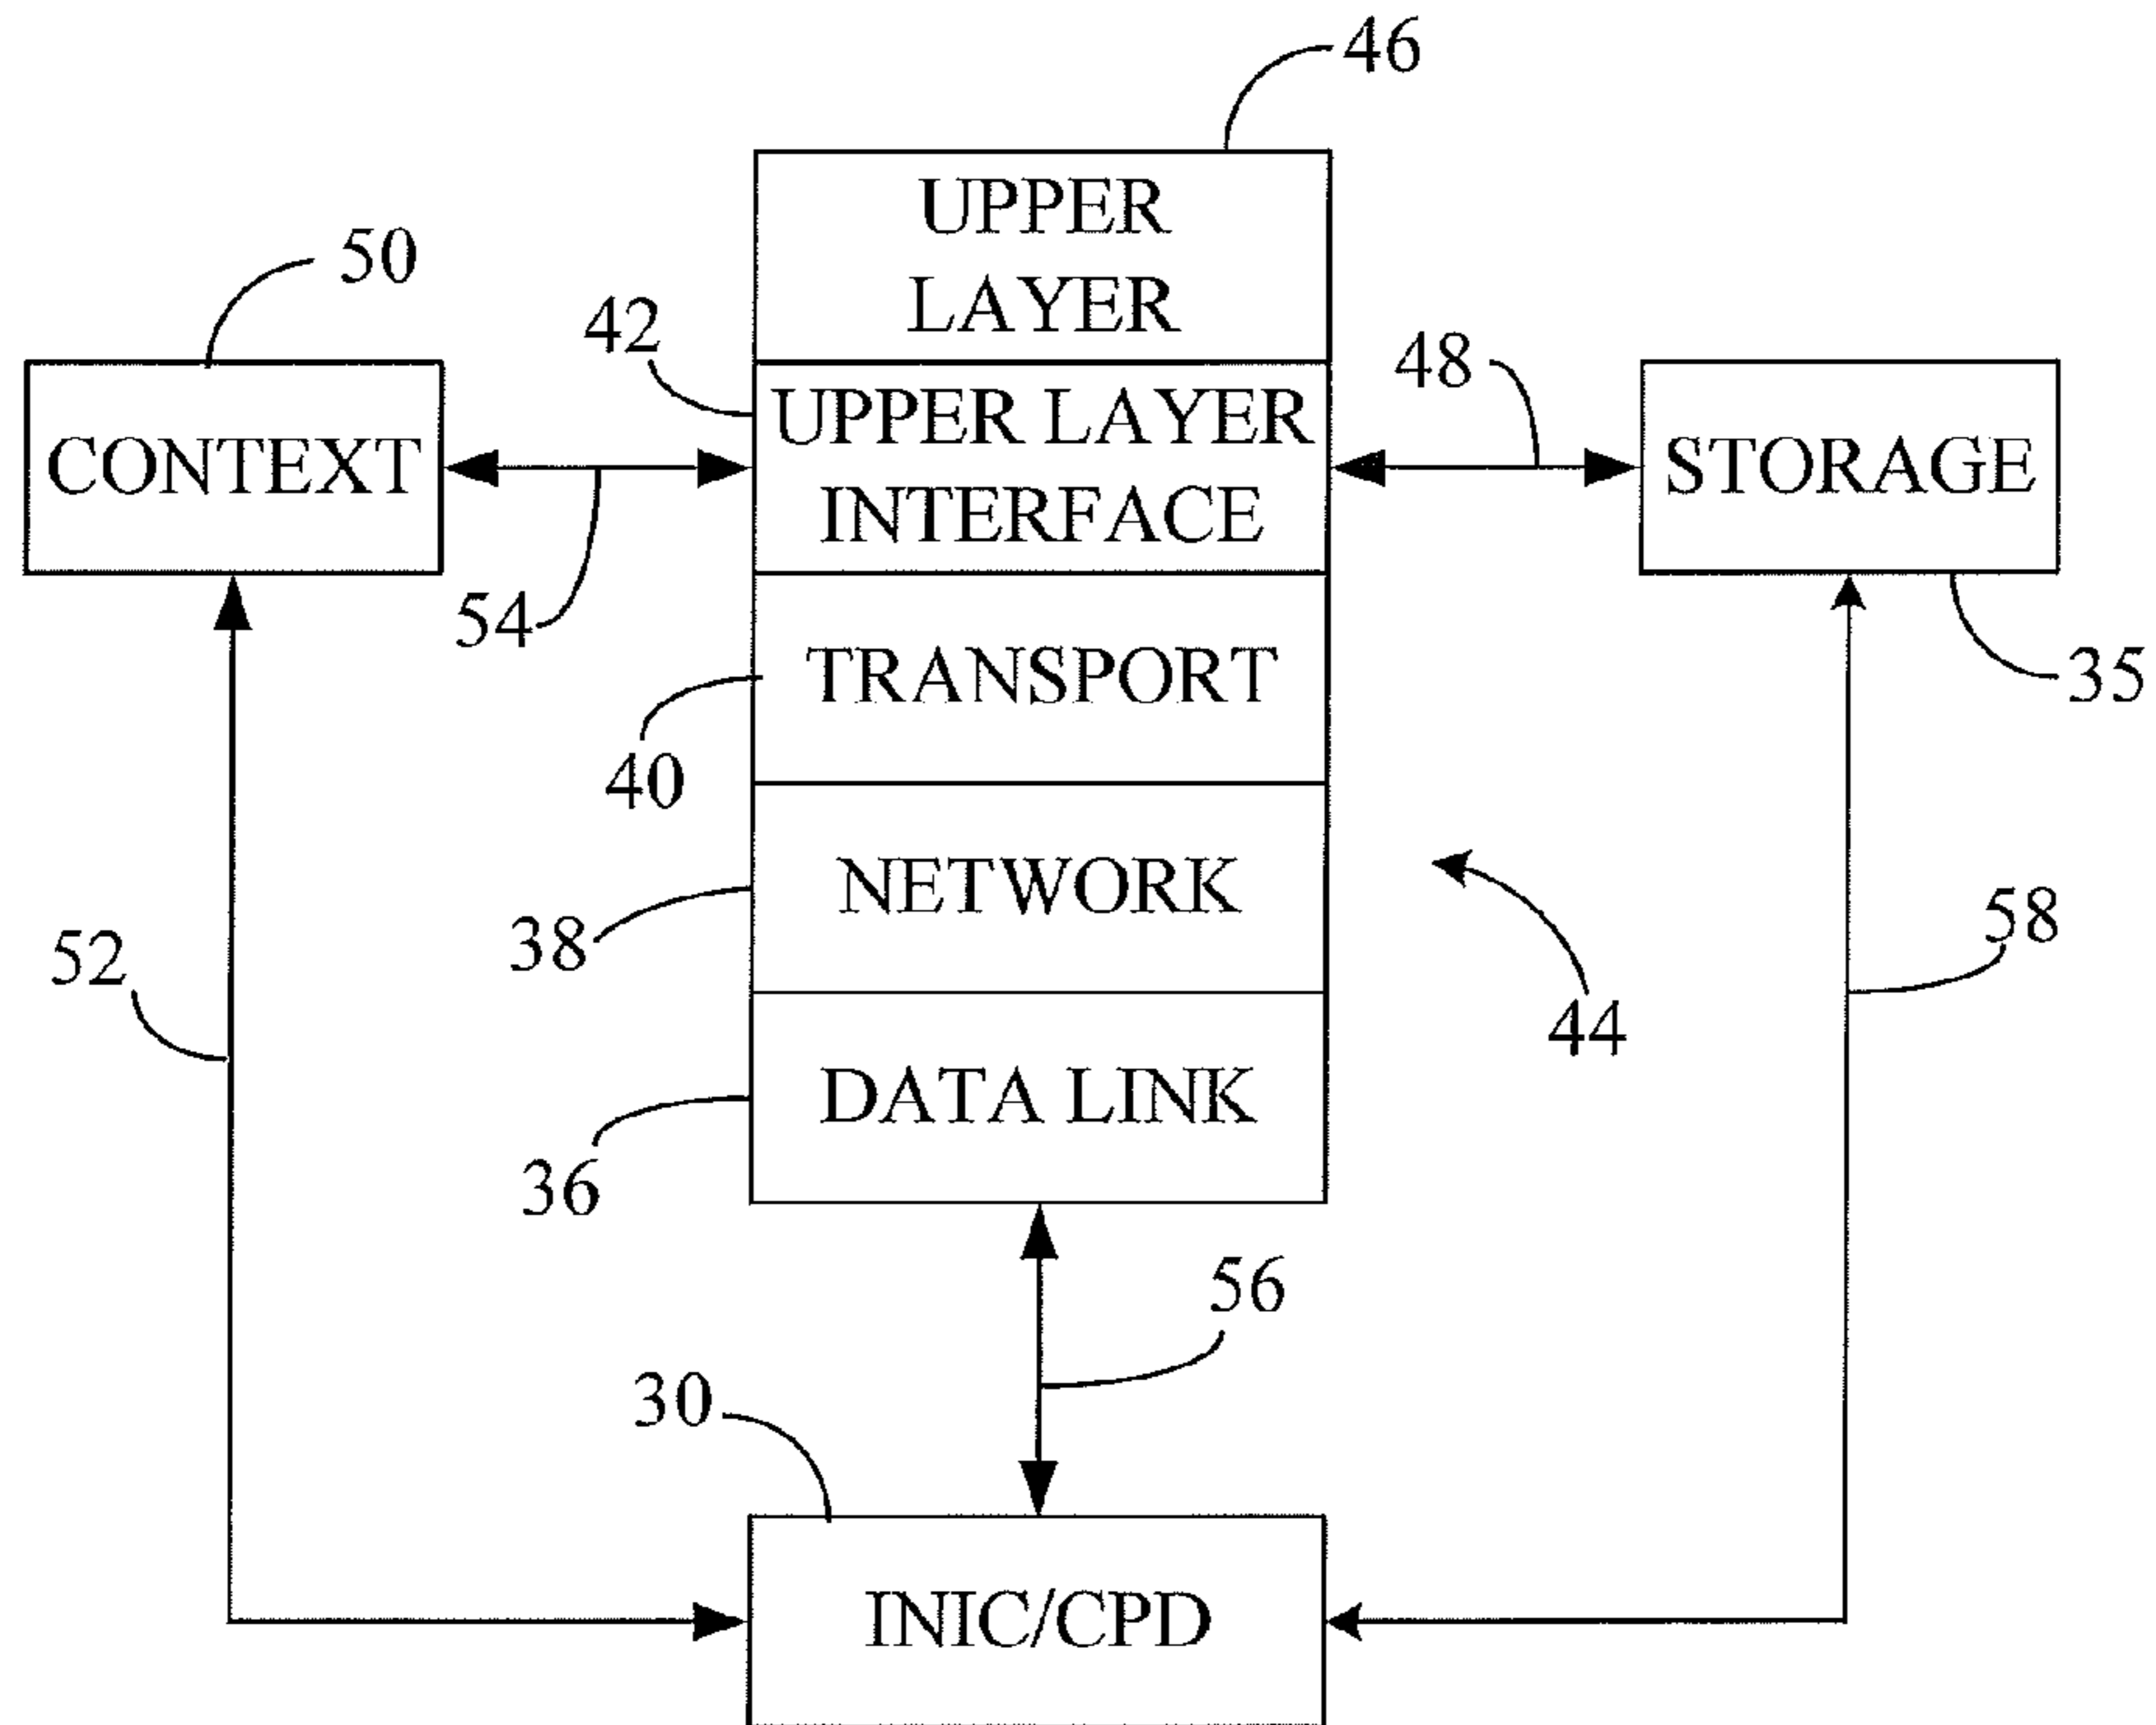 46
UPPER
LAYER
50
42
48
CONTEXT
UPPER LAYER
INTERFACE
STORAGE
54
TRANSPORT
35
40
NETWORK
38
58
52
44
DATA LINK
36
56
30
INIC/CPD